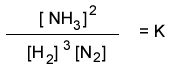 [NH₃]²
= K
[H₂]³[N₂]